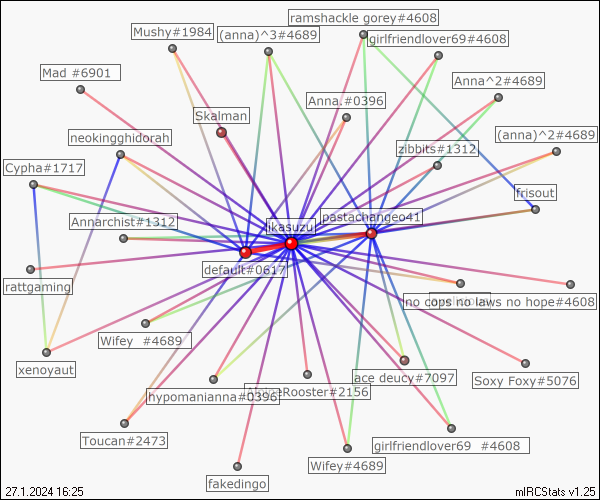 ramshackle gorey#4608
Mushy#1984
(anna)^3#4689
girlfriendlover69#4608
Mad #6901
Anna^2#4689
Anna.#0396
Skalman
neokingghidorah
zibbits#1312
(anna)^2#4689
Cypha#1717
frisout
Annarchist#1312
ikasuzu
pastachangeo41
default#0617
rattgaming
no cops no laws no hope#4608
Wifey #4689
xenoyaut
ace deucy#7097
Soxy Foxy#5076
hypomanianna#0396
AlpineRooster#2156
Toucan#2473
girlfriendlover69 #4608
Wifey#4689
fakedingo
27.1.2024 16:25
mIRCStats v1.25